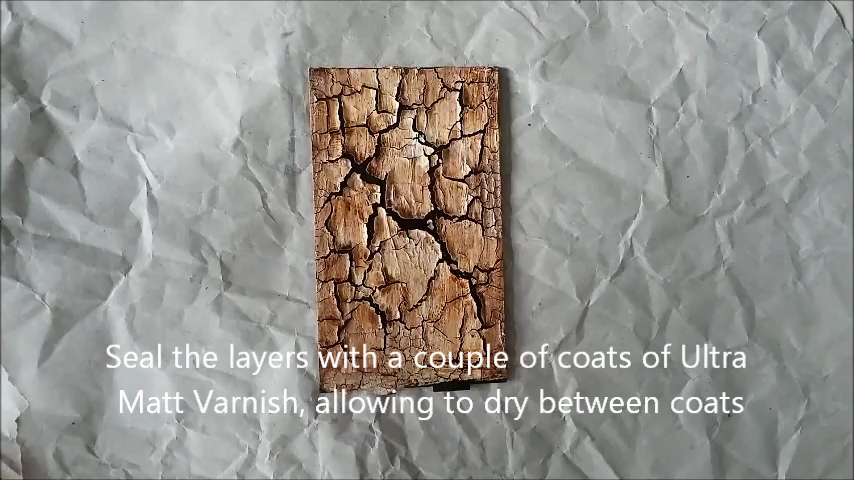 Seal the layers with a couple of coats of Ultra
Matt Varnish, allowing to dry between coats